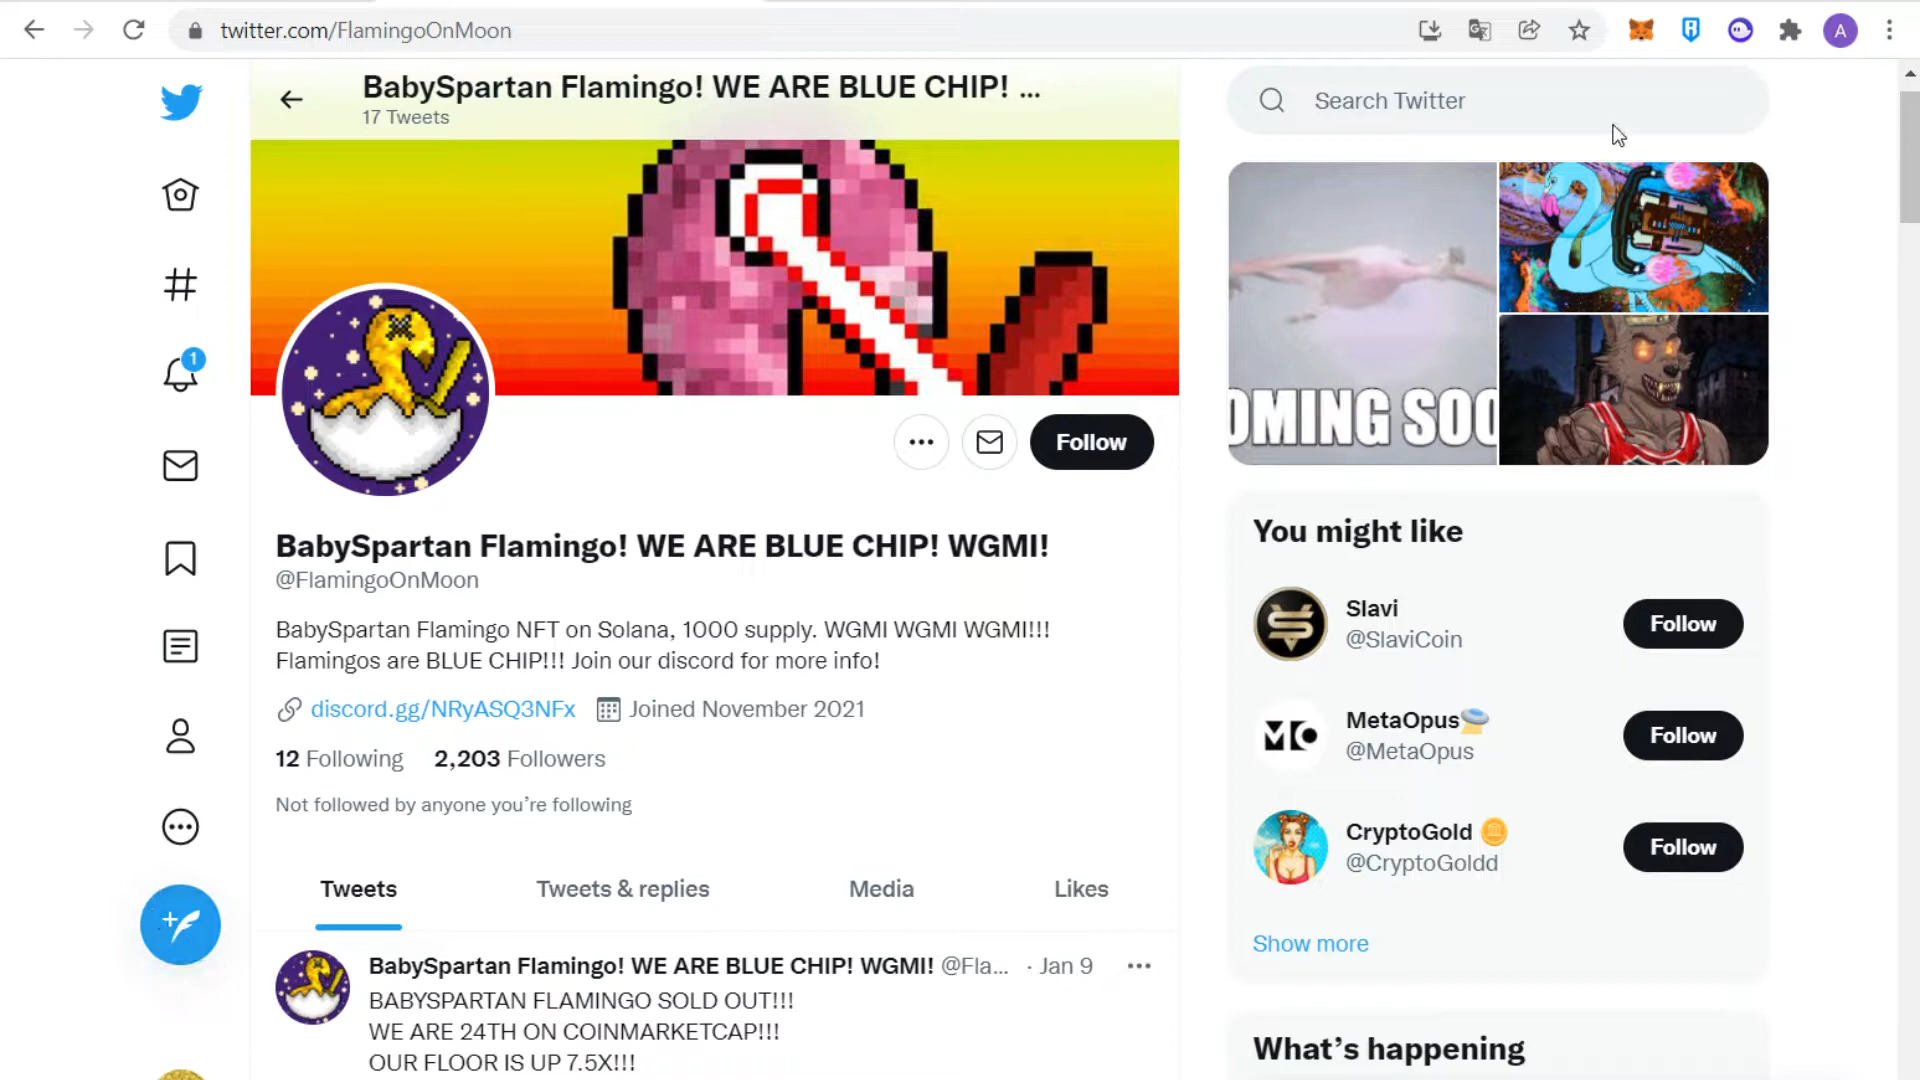 twitter.com/FlamingoOnMoon
A
BabySpartan Flamingo! WE ARE BLUE CHIP! ...
17 Tweets
Search Twitter
1
OMING SOO
Follow
BabySpartan Flamingo! WE ARE BLUE CHIP! WGMI!
@FlamingoOnMoon
BabySpartan Flamingo NFT on Solana, 1000 supply. WGMI WGMI WGMI!!!
Flamingos are BLUE CHIP!!! Join our discord for more info!
discord.gg/NRyASQ3NFx Joined November 2021
12 Following 2,203 Followers
Not followed by anyone you're following
Tweets Tweets & replies Media Likes
BabySpartan Flamingo! WE ARE BLUE CHIP! WGMI! @Fla... · Jan 9
BABYSPARTAN FLAMINGO SOLD OUT!!!
WE ARE 24TH ON COINMARKETCAP!!!
OUR FLOOR IS UP 7.5X!!!
You might like
Slavi
@SlaviCoin
Follow
MetaOpus
@MetaOpus
Follow
CryptoGold
@CryptoGoldd
Follow
Show more
What's happening